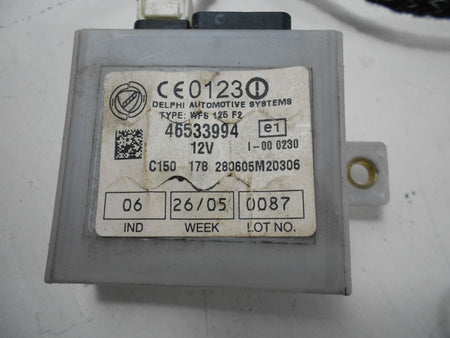 CE0123
DELPHI AUTOMOTIVE SYSTEMS
TYPE: WFS 125 F2
46533994 e1
12V I-00 0230
C150 178 280605M20306
06 26/05 0087
IND WEEK LOT NO.